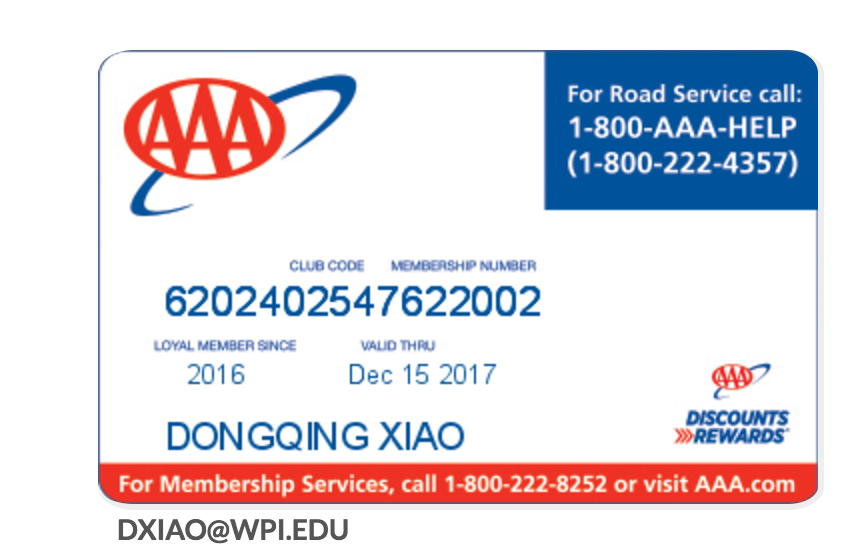 AAA
For Road Service call:
1-800-AAA-HELP
(1-800-222-4357)
CLUB CODE MEMBERSHIP NUMBER
6202402547622002
LOYAL MEMBER SINCE VALID THRU
2016 Dec 15 2017
AAA
DISCOUNTS
REWARDS
DONGQING XIAO
For Membership Services, call 1-800-222-8252 or visit AAA.com
DXIAO@WPI.EDU